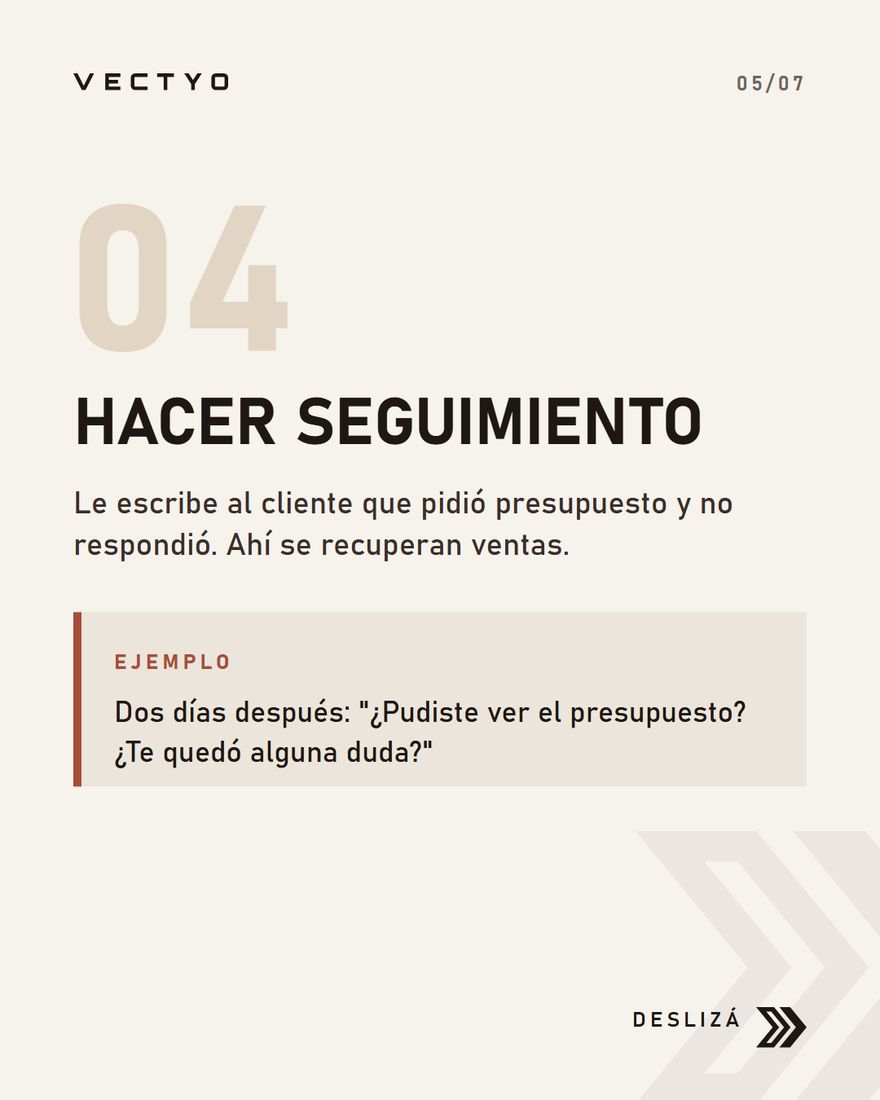 VECTYO
05/07
04
HACER SEGUIMIENTO
Le escribe al cliente que pidió presupuesto y no
respondió. Ahí se recuperan ventas.
EJEMPLO
Dos días después: "¿Pudiste ver el presupuesto?
¿Te quedó alguna duda?"
DESLIZÁ